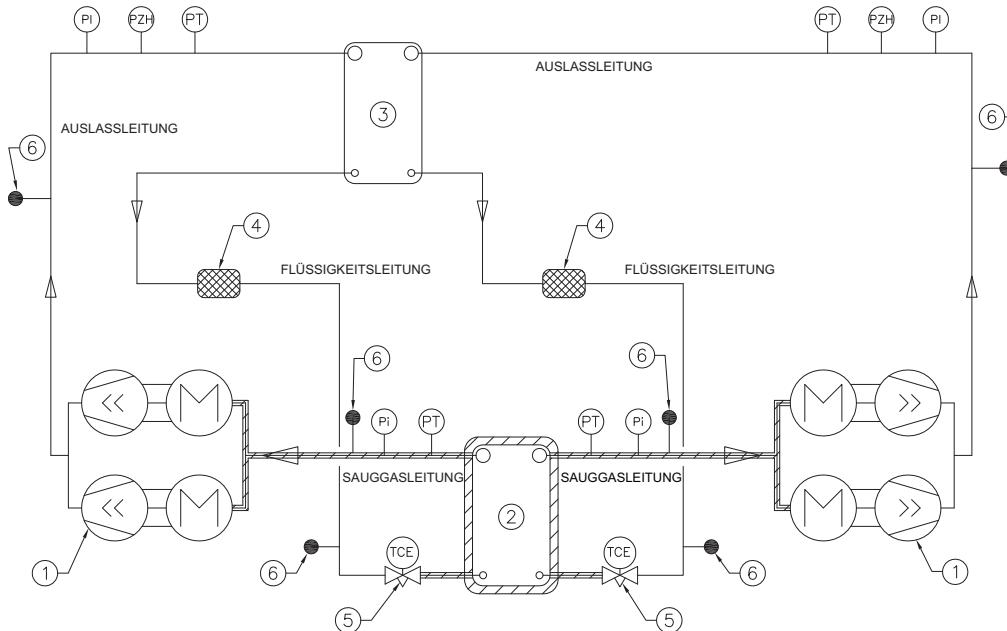 PI PZH PT PT PZH PI
AUSLASSLEITUNG
3
6
AUSLASSLEITUNG
6
4 4
FLÜSSIGKEITSLEITUNG FLÜSSIGKEITSLEITUNG
6 6
M M
Pi PT PT Pi
SAUGGASLEITUNG SAUGGASLEITUNG
M 2 M
1 6 TCE TCE 6 1
5 5